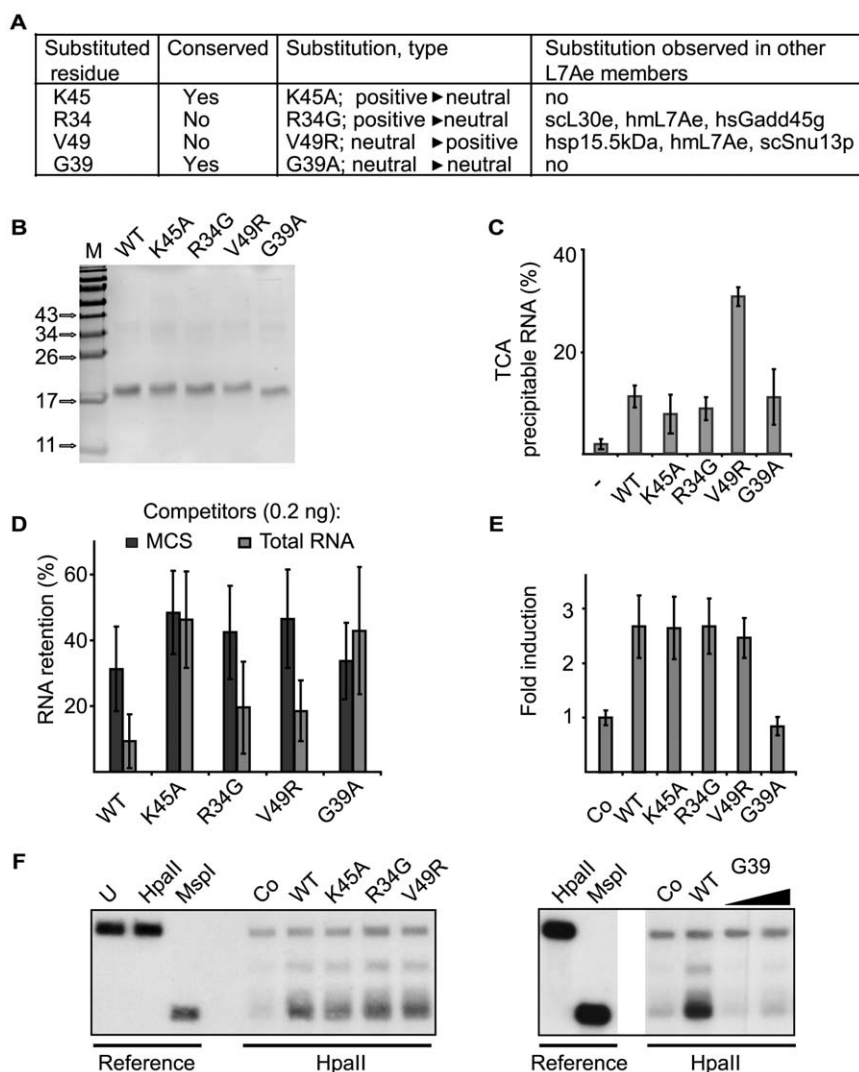 A
Substituted residue | Conserved | Substitution, type | Substitution observed in other L7Ae members
K45 | Yes | K45A; positive ▶ neutral | no
R34 | No | R34G; positive ▶ neutral | scL30e, hmL7Ae, hsGadd45g
V49 | No | V49R; neutral ▶ positive | hsp15.5kDa, hmL7Ae, scSnu13p
G39 | Yes | G39A; neutral ▶ neutral | no
B
M WT K45A R34G V49R G39A
43
34
26
17
11
C
TCA
precipitable RNA (%)
40
20
- WT K45A R34G V49R G39A
D
Competitors (0.2 ng):
MCS Total RNA
RNA retention (%)
60
40
20
WT K45A R34G V49R G39A
E
Fold induction
3
2
1
Co WT K45A R34G V49R G39A
F
U HpaII MspI Co WT K45A R34G V49R
Reference HpaII
HpaII MspI Co WT G39
Reference HpaII